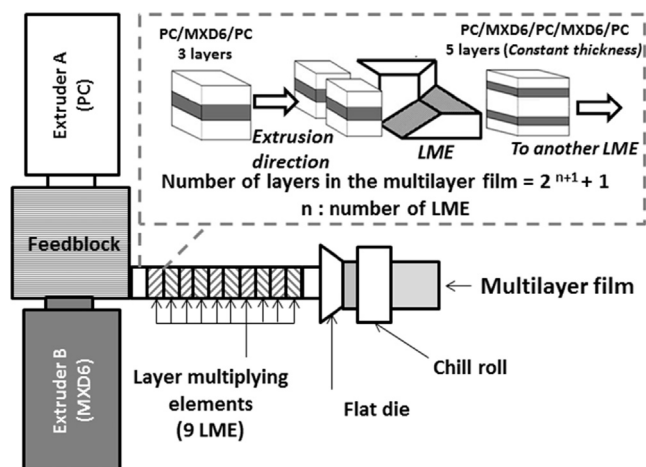 PC/MXD6/PC
3 layers
PC/MXD6/PC/MXD6/PC
5 layers (Constant thickness)
Extrusion
direction
LME
To another LME
Number of layers in the multilayer film = 2 n+1 + 1
n : number of LME
Extruder A
(PC)
Feedblock
Extruder B
(MXD6)
Layer multiplying
elements
(9 LME)
Flat die
Chill roll
Multilayer film